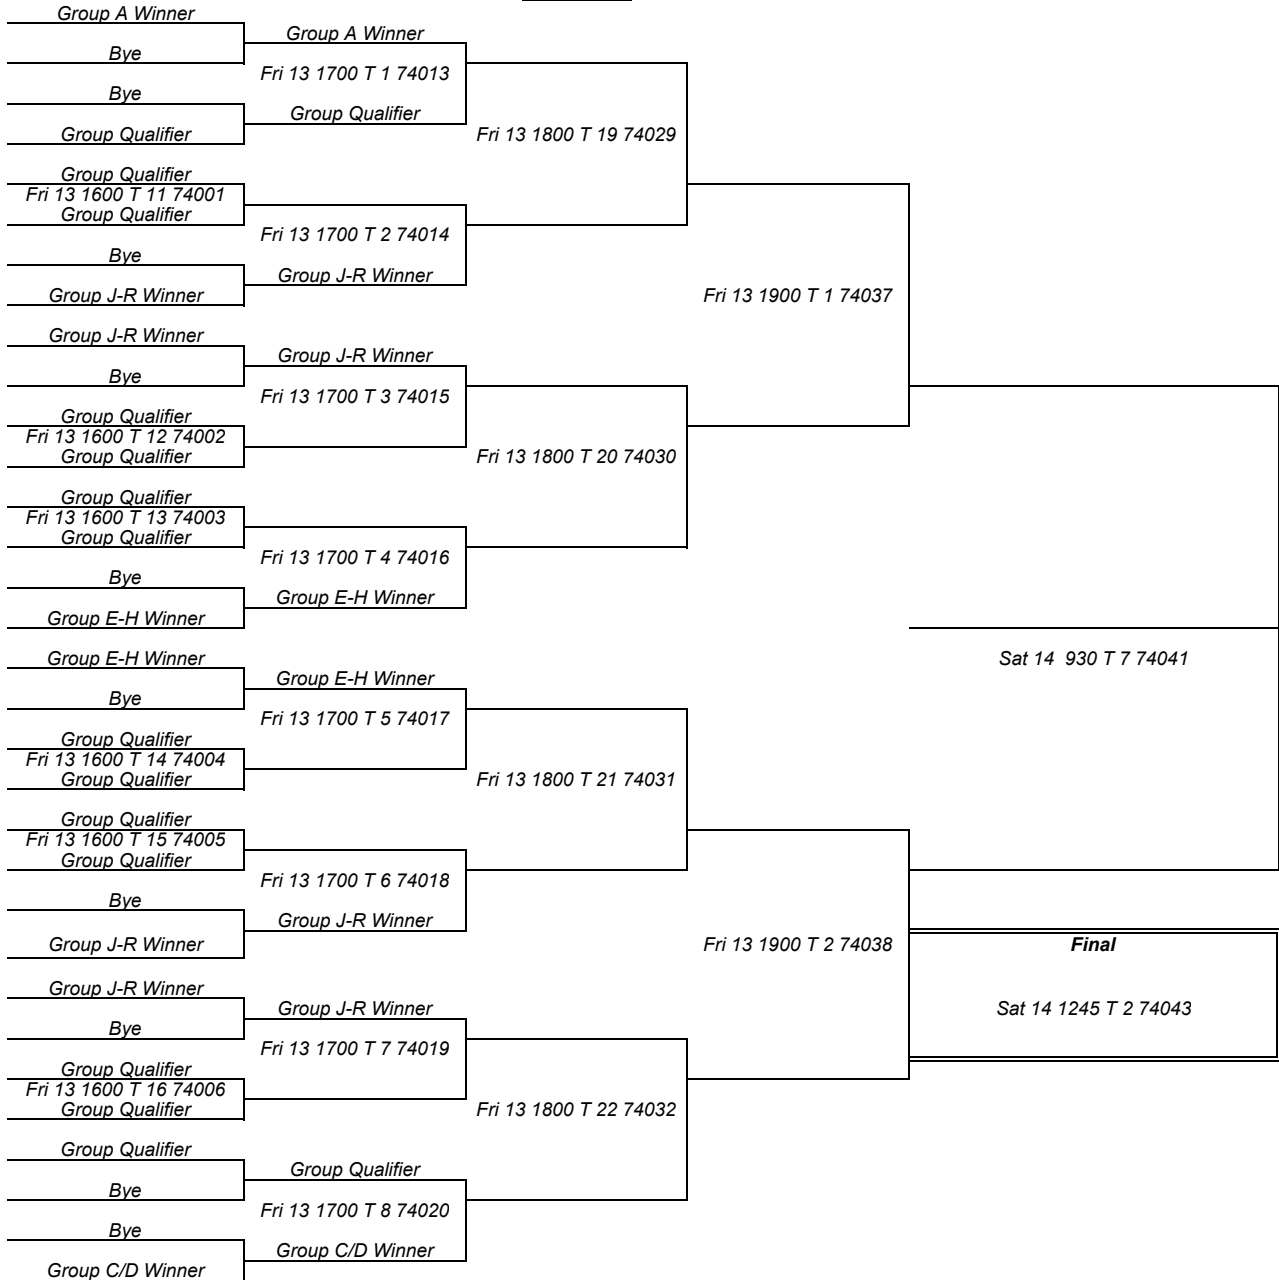 Group A Winner
Bye
Bye
Group Qualifier
Group Qualifier
Fri 13 1600 T 11 74001
Group Qualifier
Bye
Group J-R Winner
Group J-R Winner
Bye
Group Qualifier
Fri 13 1600 T 12 74002
Group Qualifier
Group Qualifier
Fri 13 1600 T 13 74003
Group Qualifier
Bye
Group E-H Winner
Group E-H Winner
Bye
Group Qualifier
Fri 13 1600 T 14 74004
Group Qualifier
Group Qualifier
Fri 13 1600 T 15 74005
Group Qualifier
Bye
Group J-R Winner
Group J-R Winner
Bye
Group Qualifier
Fri 13 1600 T 16 74006
Group Qualifier
Group Qualifier
Bye
Bye
Group C/D Winner
Group A Winner
Fri 13 1700 T 1 74013
Group Qualifier
Fri 13 1700 T 2 74014
Group J-R Winner
Group J-R Winner
Fri 13 1700 T 3 74015
Fri 13 1700 T 4 74016
Group E-H Winner
Group E-H Winner
Fri 13 1700 T 5 74017
Fri 13 1700 T 6 74018
Group J-R Winner
Group J-R Winner
Fri 13 1700 T 7 74019
Group Qualifier
Fri 13 1700 T 8 74020
Group C/D Winner
Fri 13 1800 T 19 74029
Fri 13 1800 T 20 74030
Fri 13 1800 T 21 74031
Fri 13 1800 T 22 74032
Fri 13 1900 T 1 74037
Fri 13 1900 T 2 74038
Sat 14 930 T 7 74041
Final
Sat 14 1245 T 2 74043